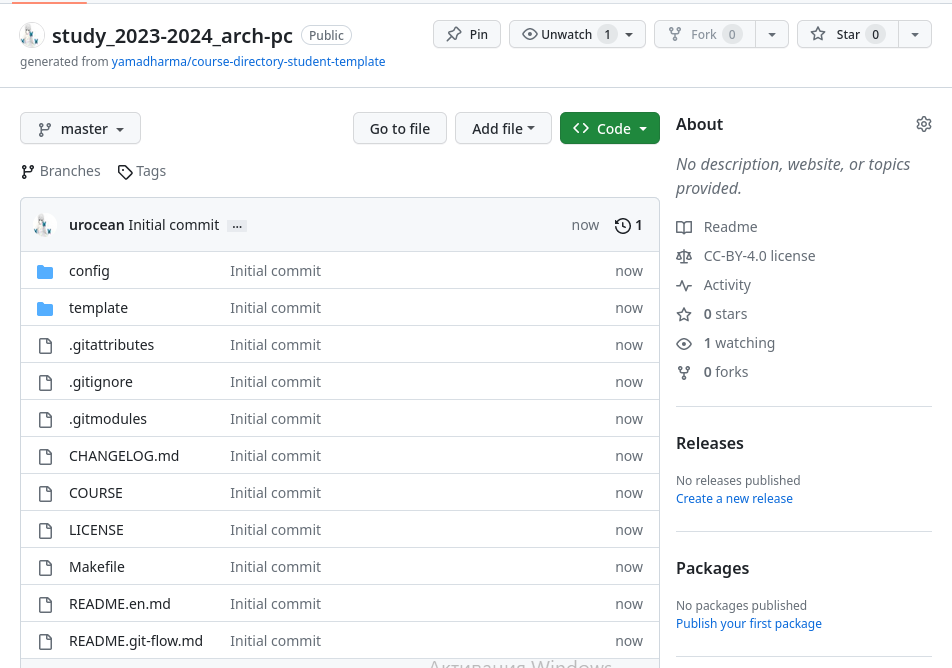 study_2023-2024_arch-pc Public Pin Unwatch 1 Fork 0 Star 0
generated from yamadharma/course-directory-student-template
master Go to file Add file Code
Branches Tags
urocean Initial commit ... now 1
config Initial commit now
template Initial commit now
.gitattributes Initial commit now
.gitignore Initial commit now
.gitmodules Initial commit now
CHANGELOG.md Initial commit now
COURSE Initial commit now
LICENSE Initial commit now
Makefile Initial commit now
README.en.md Initial commit now
README.git-flow.md Initial commit now
Активация Windows
About
No description, website, or topics
provided.
Readme
CC-BY-4.0 license
Activity
0 stars
1 watching
0 forks
Releases
No releases published
Create a new release
Packages
No packages published
Publish your first package